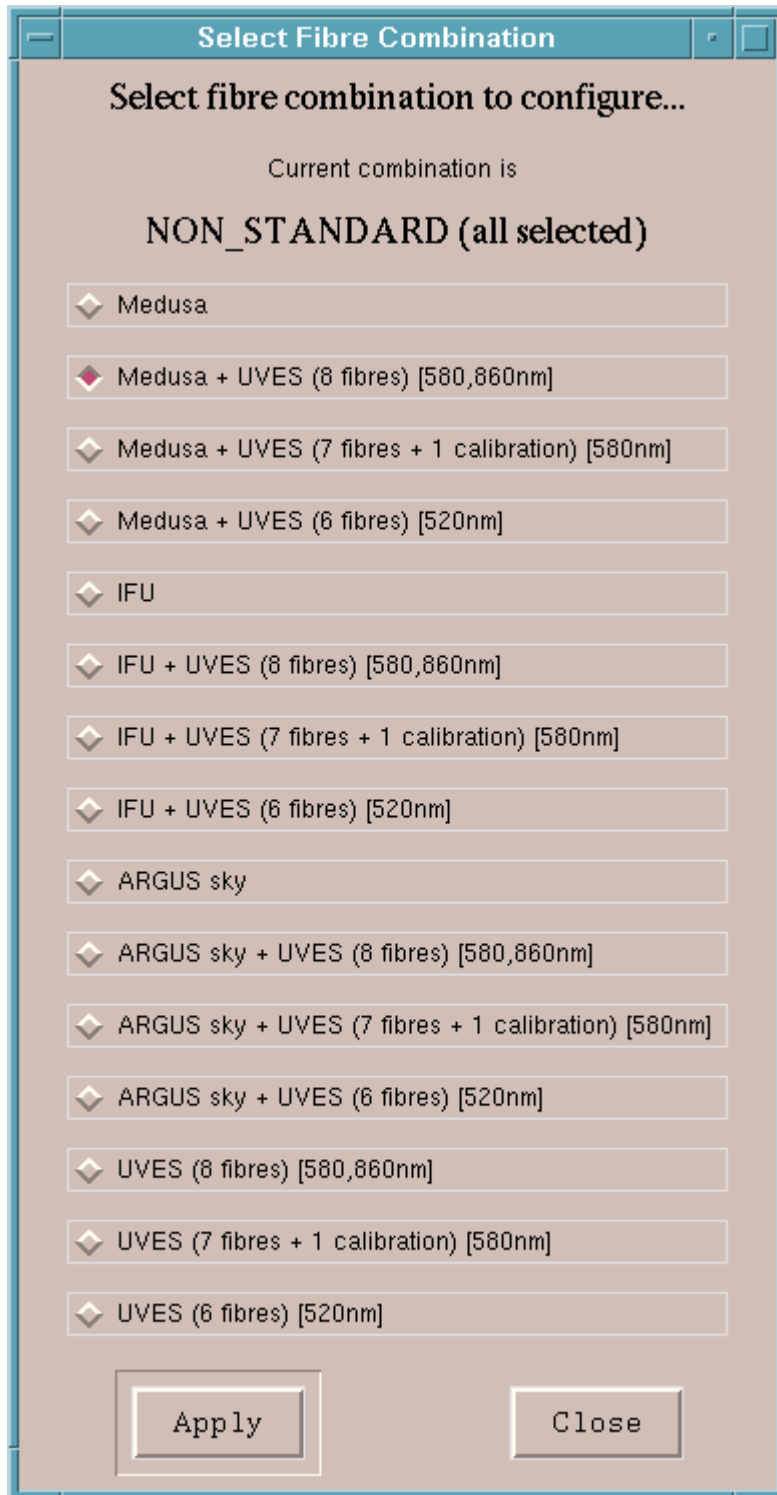 Select Fibre Combination
Select fibre combination to configure...
Current combination is
NON_STANDARD (all selected)
Medusa
Medusa + UVES (8 fibres) [580,860nm]
Medusa + UVES (7 fibres + 1 calibration) [580nm]
Medusa + UVES (6 fibres) [520nm]
IFU
IFU + UVES (8 fibres) [580,860nm]
IFU + UVES (7 fibres + 1 calibration) [580nm]
IFU + UVES (6 fibres) [520nm]
ARGUS sky
ARGUS sky + UVES (8 fibres) [580,860nm]
ARGUS sky + UVES (7 fibres + 1 calibration) [580nm]
ARGUS sky + UVES (6 fibres) [520nm]
UVES (8 fibres) [580,860nm]
UVES (7 fibres + 1 calibration) [580nm]
UVES (6 fibres) [520nm]
Apply Close